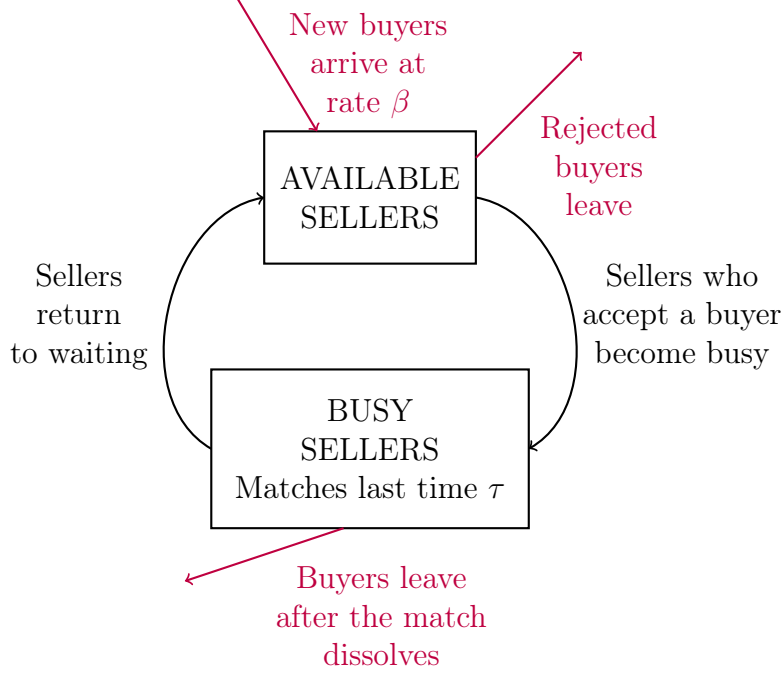 New buyers
arrive at
rate β
Rejected
buyers
leave
AVAILABLE
SELLERS
Sellers
return
to waiting
Sellers who
accept a buyer
become busy
BUSY
SELLERS
Matches last time τ
Buyers leave
after the match
dissolves